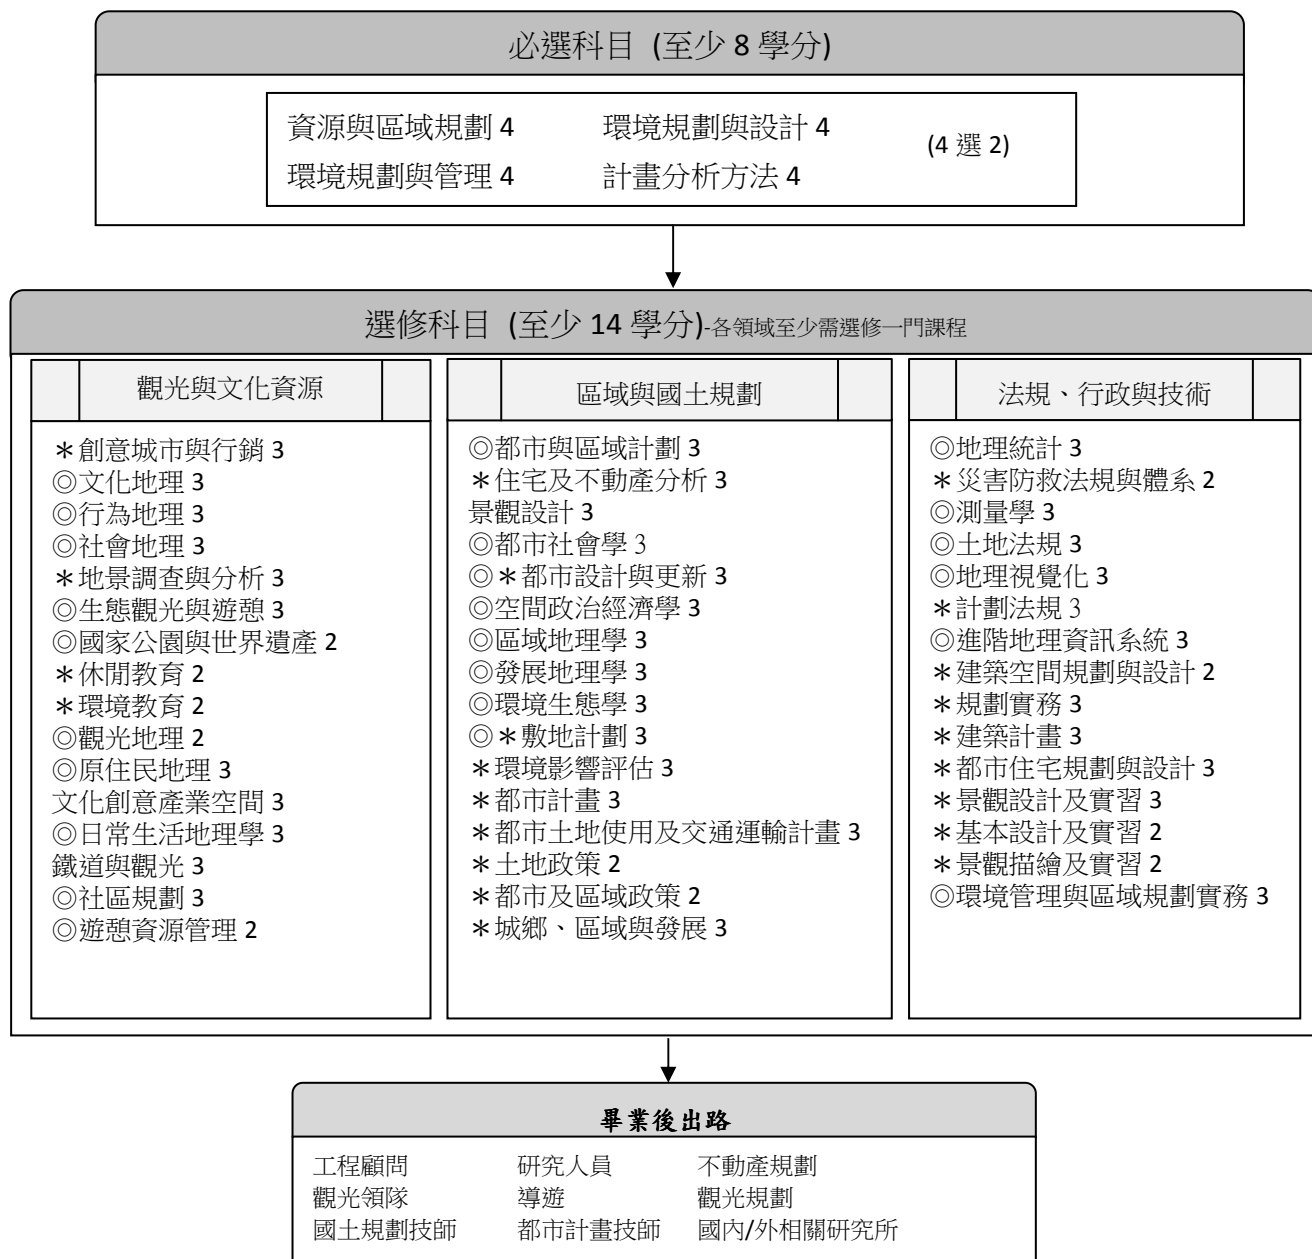 必選科目 (至少 8 學分)
資源與區域規劃 4 環境規劃與設計 4
(4 選 2)
環境規劃與管理 4 計畫分析方法 4
選修科目 (至少 14 學分)-各領域至少需選修一門課程
觀光與文化資源
＊創意城市與行銷 3
◎文化地理 3
◎行為地理 3
◎社會地理 3
＊地景調查與分析 3
◎生態觀光與遊憩 3
◎國家公園與世界遺產 2
＊休閒教育 2
＊環境教育 2
◎觀光地理 2
◎原住民地理 3
文化創意產業空間 3
◎日常生活地理學 3
鐵道與觀光 3
◎社區規劃 3
◎遊憩資源管理 2
區域與國土規劃
◎都市與區域計劃 3
＊住宅及不動產分析 3
景觀設計 3
◎都市社會學 3
◎＊都市設計與更新 3
◎空間政治經濟學 3
◎區域地理學 3
◎發展地理學 3
◎環境生態學 3
◎＊敷地計劃 3
＊環境影響評估 3
＊都市計畫 3
＊都市土地使用及交通運輸計畫 3
＊土地政策 2
＊都市及區域政策 2
＊城鄉、區域與發展 3
法規、行政與技術
◎地理統計 3
＊災害防救法規與體系 2
◎測量學 3
◎土地法規 3
◎地理視覺化 3
＊計劃法規 3
◎進階地理資訊系統 3
＊建築空間規劃與設計 2
＊規劃實務 3
＊建築計畫 3
＊都市住宅規劃與設計 3
＊景觀設計及實習 3
＊基本設計及實習 2
＊景觀描繪及實習 2
◎環境管理與區域規劃實務 3
畢業後出路
工程顧問 研究人員 不動產規劃
觀光領隊 導遊 觀光規劃
國土規劃技師 都市計畫技師 國內/外相關研究所